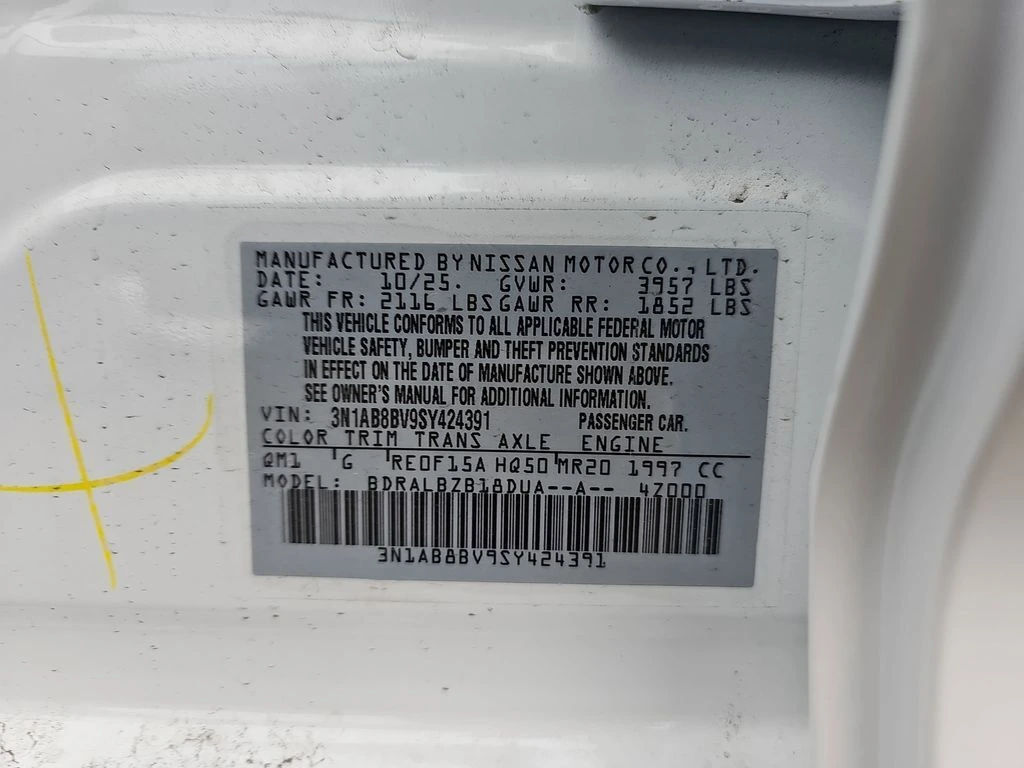 MANUFACTURED BY NISSAN MOTOR CO., LTD.
DATE: 10/25. GVWR: 3957 LBS
GAWR FR: 2116 LBS GAWR RR: 1852 LBS
THIS VEHICLE CONFORMS TO ALL APPLICABLE FEDERAL MOTOR
VEHICLE SAFETY, BUMPER AND THEFT PREVENTION STANDARDS
IN EFFECT ON THE DATE OF MANUFACTURE SHOWN ABOVE.
SEE OWNER'S MANUAL FOR ADDITIONAL INFORMATION.
VIN: 3N1AB8BV9SY424391 PASSENGER CAR.
COLOR TRIM TRANS AXLE ENGINE
QM1 G RE0F15A HQ50 MR20 1997 CC
MODEL: BDRALBZB18DUA--A-- 4Z000
3N1AB8BV9SY424391